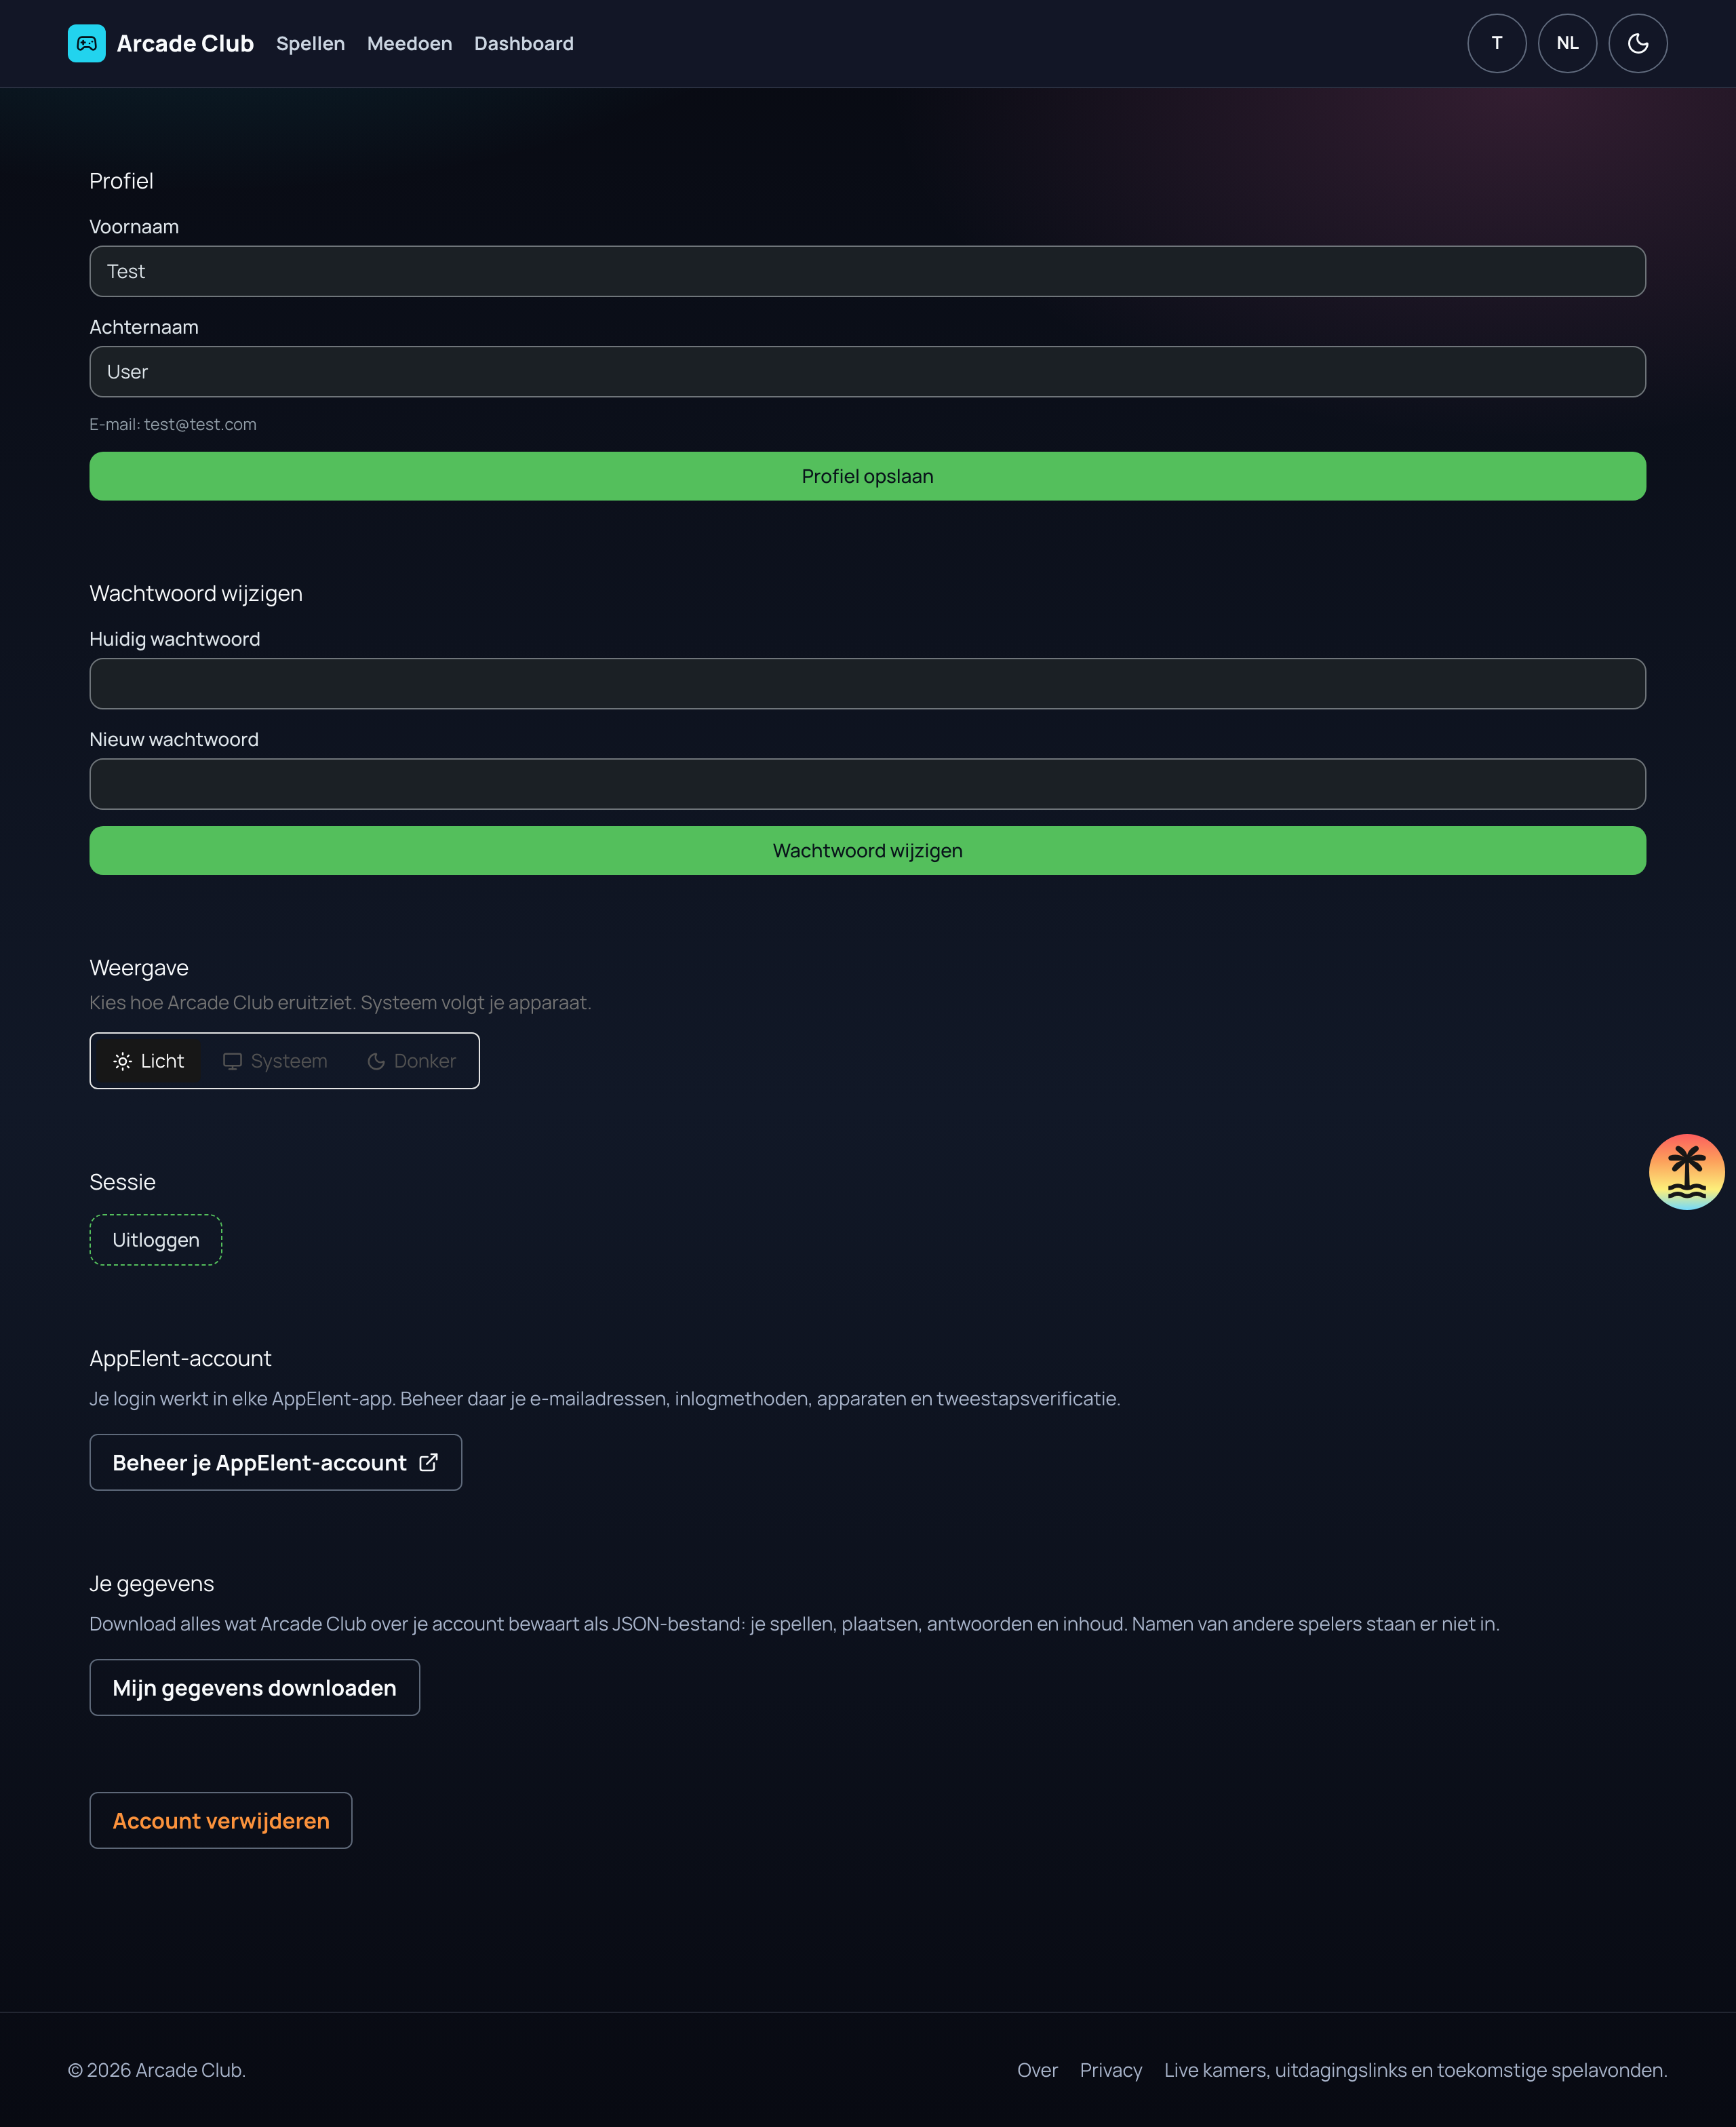 Arcade Club Spellen Meedoen Dashboard T NL
Profiel
Voornaam
Test
Achternaam
User
E-mail: test@test.com
Profiel opslaan
Wachtwoord wijzigen
Huidig wachtwoord
Nieuw wachtwoord
Wachtwoord wijzigen
Weergave
Kies hoe Arcade Club eruitziet. Systeem volgt je apparaat.
Licht Systeem Donker
Sessie
Uitloggen
AppElent-account
Je login werkt in elke AppElent-app. Beheer daar je e-mailadressen, inlogmethoden, apparaten en tweestapsverificatie.
Beheer je AppElent-account
Je gegevens
Download alles wat Arcade Club over je account bewaart als JSON-bestand: je spellen, plaatsen, antwoorden en inhoud. Namen van andere spelers staan er niet in.
Mijn gegevens downloaden
Account verwijderen
© 2026 Arcade Club. Over Privacy Live kamers, uitdagingslinks en toekomstige spelavonden.